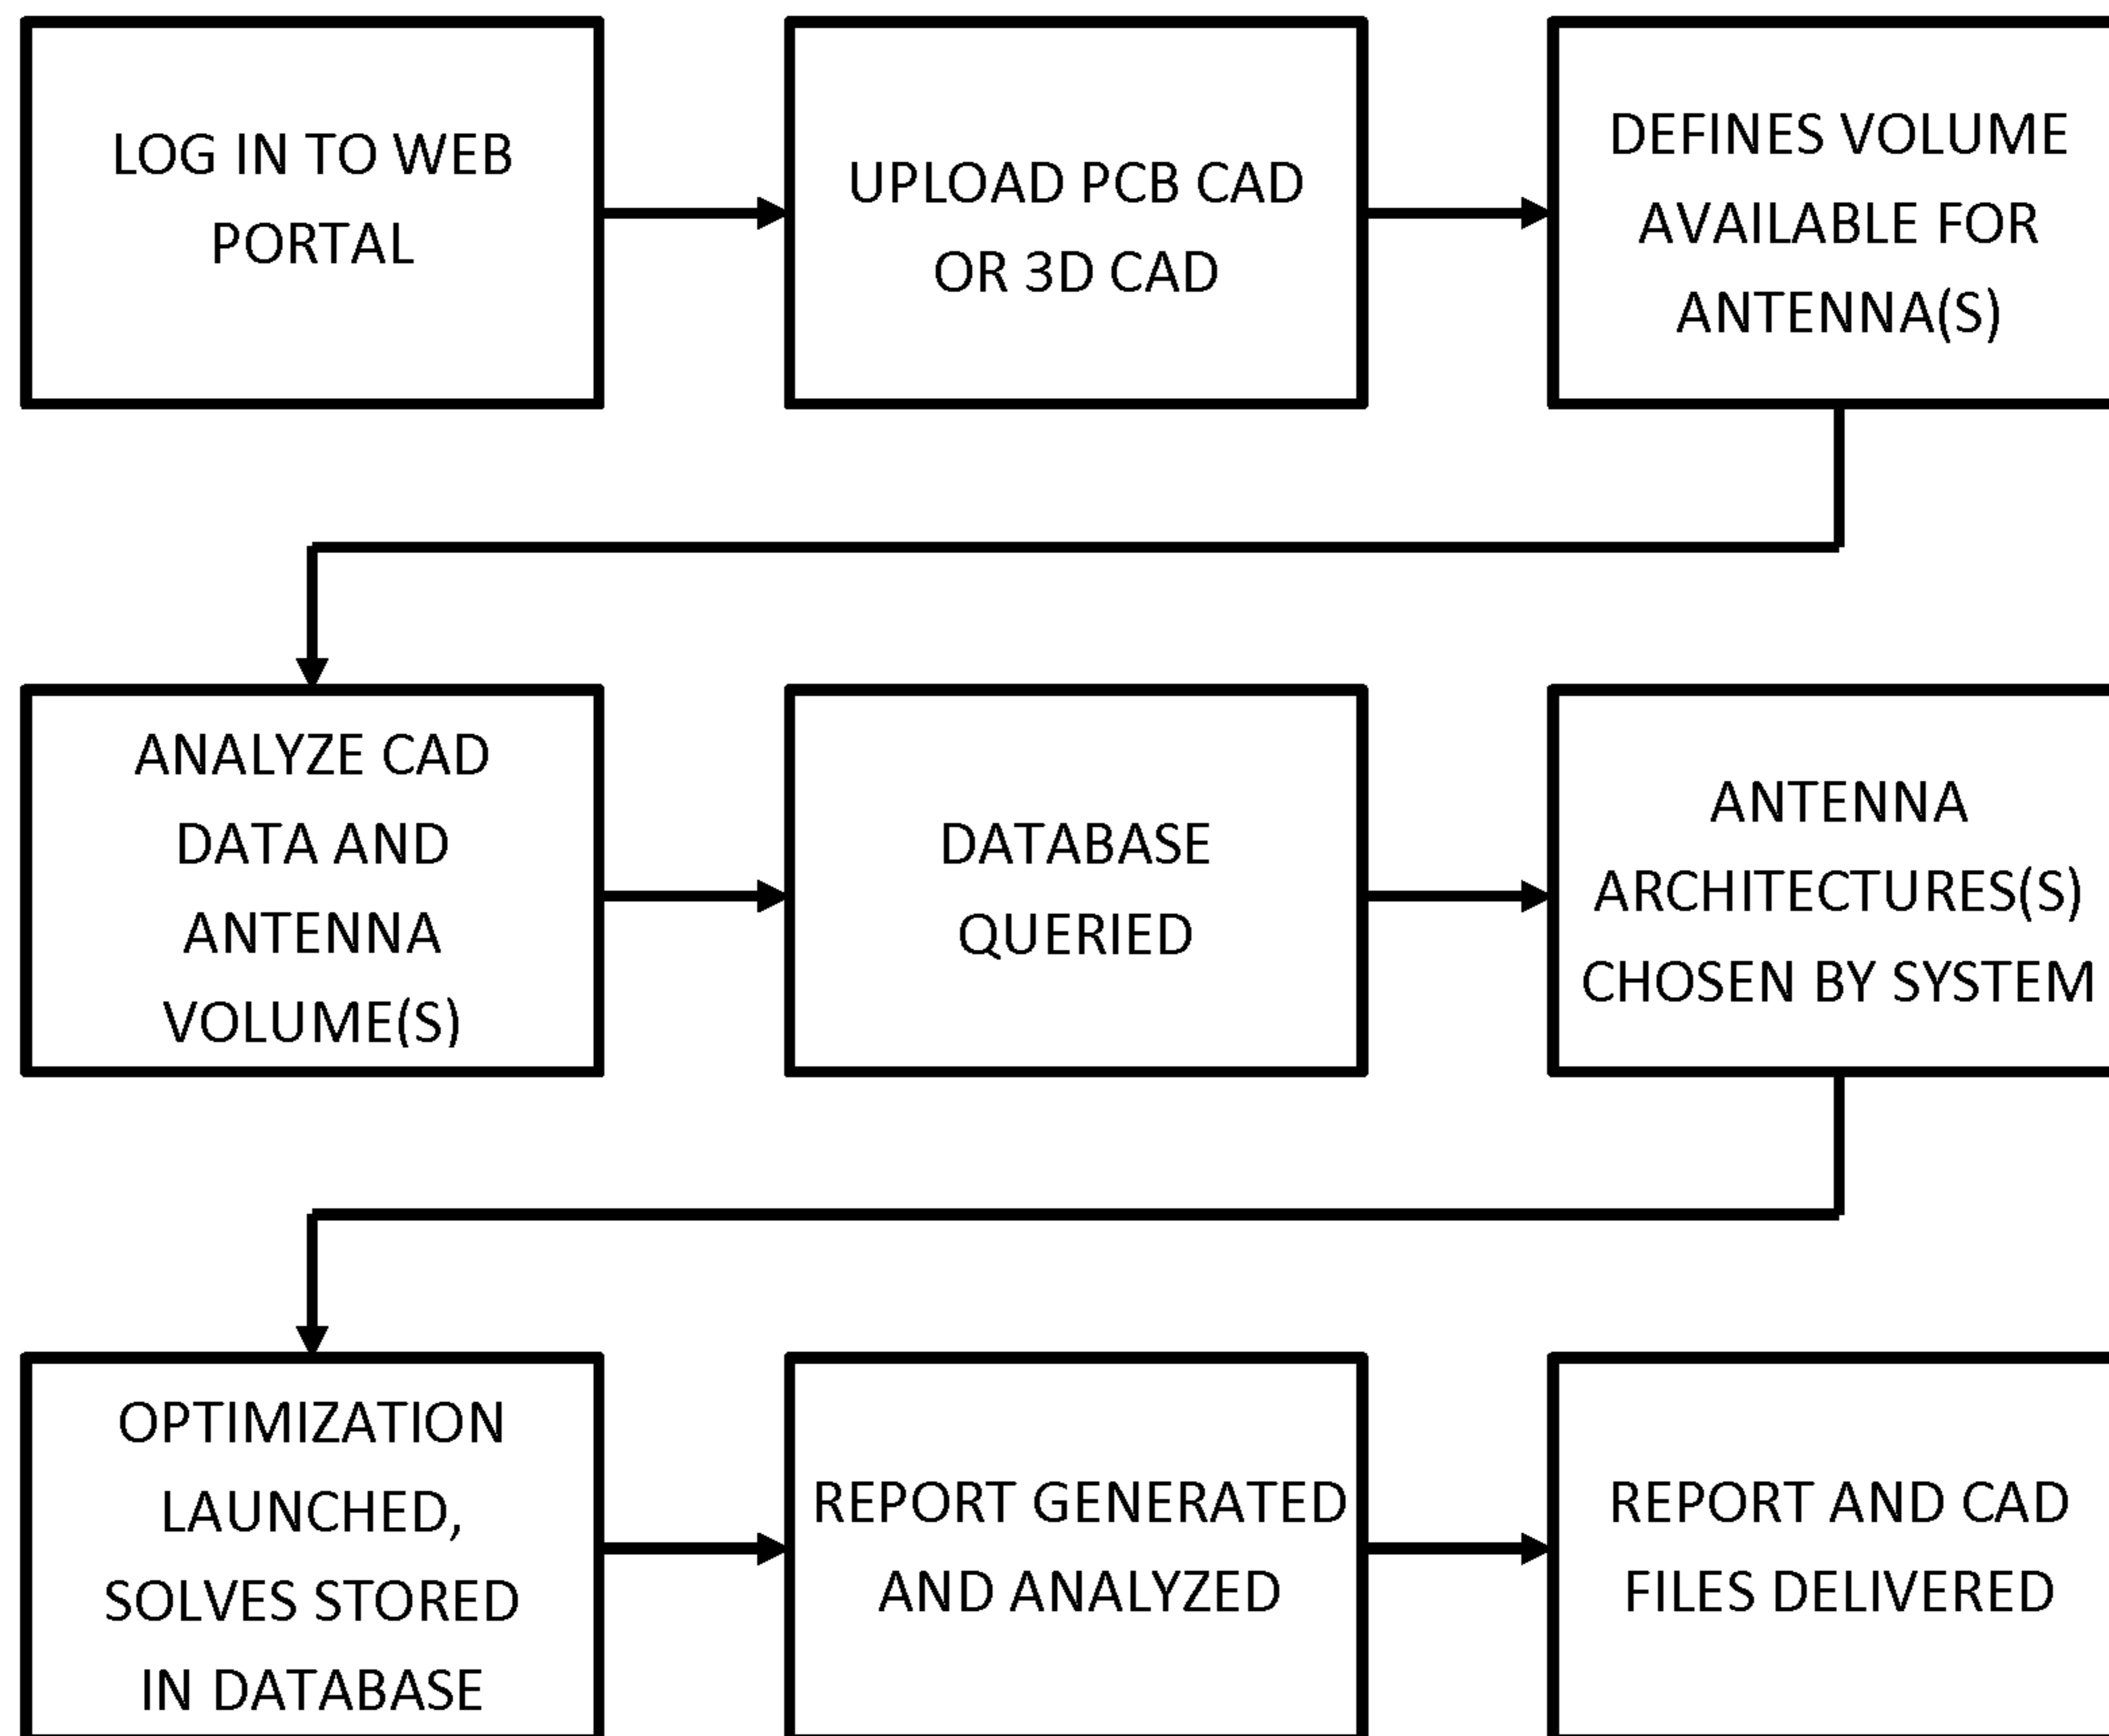 LOG IN TO WEB
PORTAL
UPLOAD PCB CAD
OR 3D CAD
DEFINES VOLUME
AVAILABLE FOR
ANTENNA(S)
ANALYZE CAD
DATA AND
ANTENNA
VOLUME(S)
DATABASE
QUERIED
ANTENNA
ARCHITECTURES(S)
CHOSEN BY SYSTEM
OPTIMIZATION
LAUNCHED,
SOLVES STORED
IN DATABASE
REPORT GENERATED
AND ANALYZED
REPORT AND CAD
FILES DELIVERED